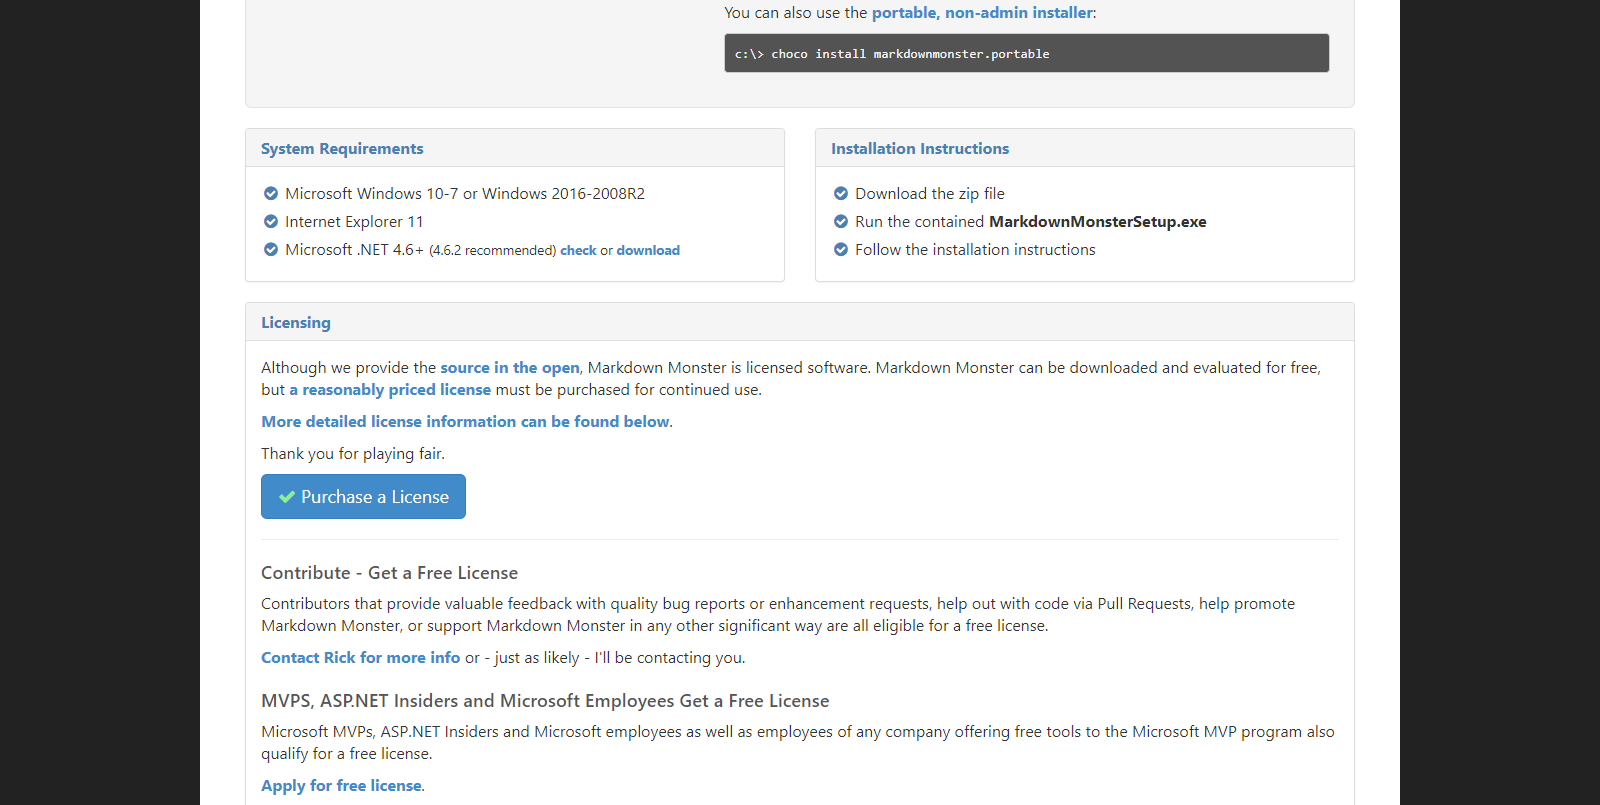 You can also use the portable, non-admin installer:
c:\> choco install markdownmonster.portable
System Requirements
Microsoft Windows 10-7 or Windows 2016-2008R2
Internet Explorer 11
Microsoft .NET 4.6+ (4.6.2 recommended) check or download
Installation Instructions
Download the zip file
Run the contained MarkdownMonsterSetup.exe
Follow the installation instructions
Licensing
Although we provide the source in the open, Markdown Monster is licensed software. Markdown Monster can be downloaded and evaluated for free,
but a reasonably priced license must be purchased for continued use.
More detailed license information can be found below.
Thank you for playing fair.
Purchase a License
Contribute - Get a Free License
Contributors that provide valuable feedback with quality bug reports or enhancement requests, help out with code via Pull Requests, help promote
Markdown Monster, or support Markdown Monster in any other significant way are all eligible for a free license.
Contact Rick for more info or - just as likely - I'll be contacting you.
MVPS, ASP.NET Insiders and Microsoft Employees Get a Free License
Microsoft MVPs, ASP.NET Insiders and Microsoft employees as well as employees of any company offering free tools to the Microsoft MVP program also
qualify for a free license.
Apply for free license.